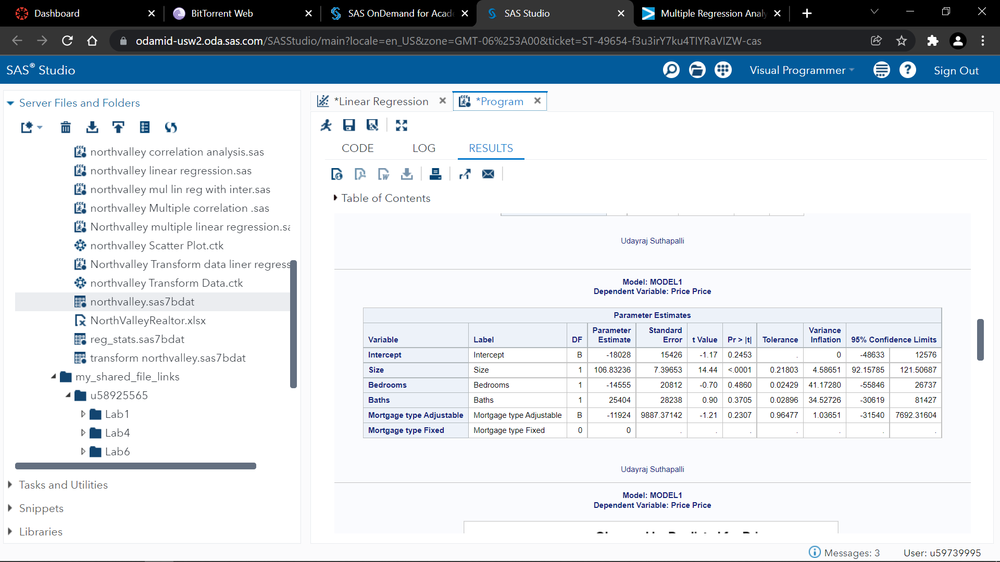 Dashboard
BitTorrent Web
SAS OnDemand for Acade
SAS Studio
Multiple Regression Analy
odamid-usw2.oda.sas.com/SASStudio/main?locale=en_US&zone=GMT-06%253A00&ticket=ST-49654-f3u3irY7ku4TIYRaVIZW-cas
SAS® Studio
Visual Programmer
Sign Out
Server Files and Folders
northvalley correlation analysis.sas
northvalley linear regression.sas
northvalley mul lin reg with inter.sas
northvalley Multiple correlation .sas
Northvalley multiple linear regression.sa
northvalley Scatter Plot.ctk
Northvalley Transform data liner regress
northvalley Transform Data.ctk
northvalley.sas7bdat
NorthValleyRealtor.xlsx
reg_stats.sas7bdat
transform northvalley.sas7bdat
my_shared_file_links
u58925565
Lab1
Lab4
Lab6
Tasks and Utilities
Snippets
Libraries
*Linear Regression
*Program
CODE LOG RESULTS
Table of Contents
Udayraj Suthapalli
Model: MODEL1
Dependent Variable: Price Price
Parameter Estimates
Variable Label DF Parameter Estimate Standard Error t Value Pr > |t| Tolerance Variance Inflation 95% Confidence Limits
Intercept Intercept B -18028 15426 -1.17 0.2453 . 0 -48633 12576
Size Size 1 106.83236 7.39653 14.44 <.0001 0.21803 4.58651 92.15785 121.50687
Bedrooms Bedrooms 1 -14555 20812 -0.70 0.4860 0.02429 41.17280 -55846 26737
Baths Baths 1 25404 28238 0.90 0.3705 0.02896 34.52726 -30619 81427
Mortgage type Adjustable Mortgage type Adjustable B -11924 9887.37142 -1.21 0.2307 0.96477 1.03651 -31540 7692.31604
Mortgage type Fixed Mortgage type Fixed 0 0 . . . . . . .
Udayraj Suthapalli
Model: MODEL1
Dependent Variable: Price Price
Messages: 3
User: u59739995